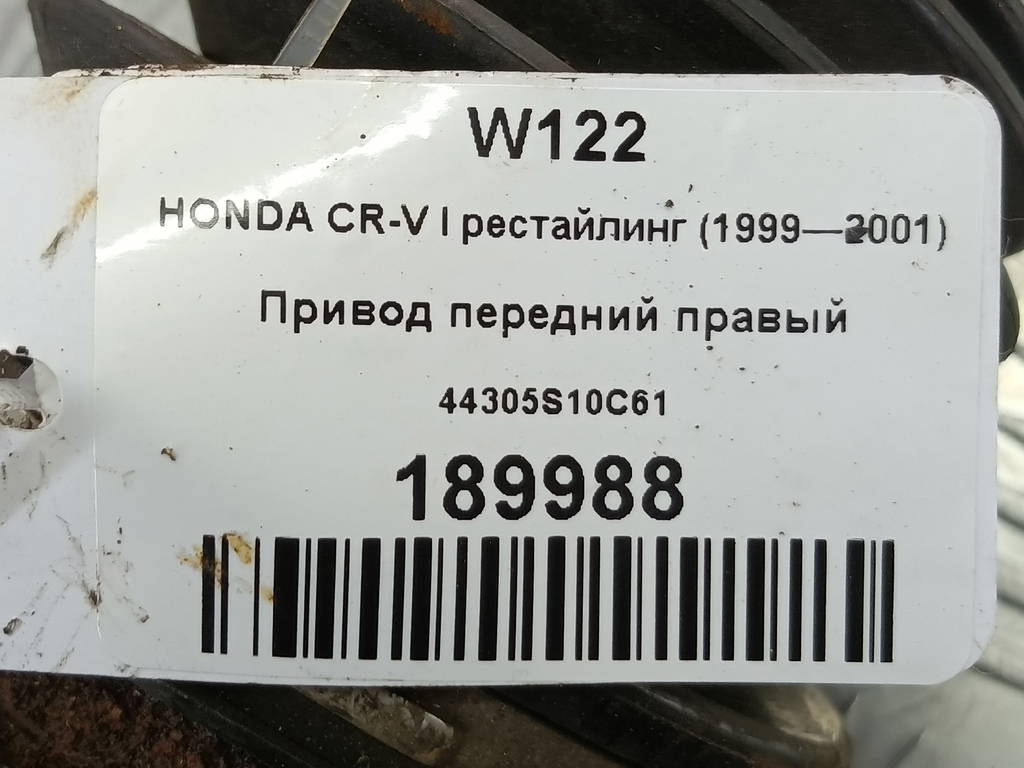 W122
HONDA CR-V I рестайлинг (1999—2001)
Привод передний правый
44305S10C61
189988